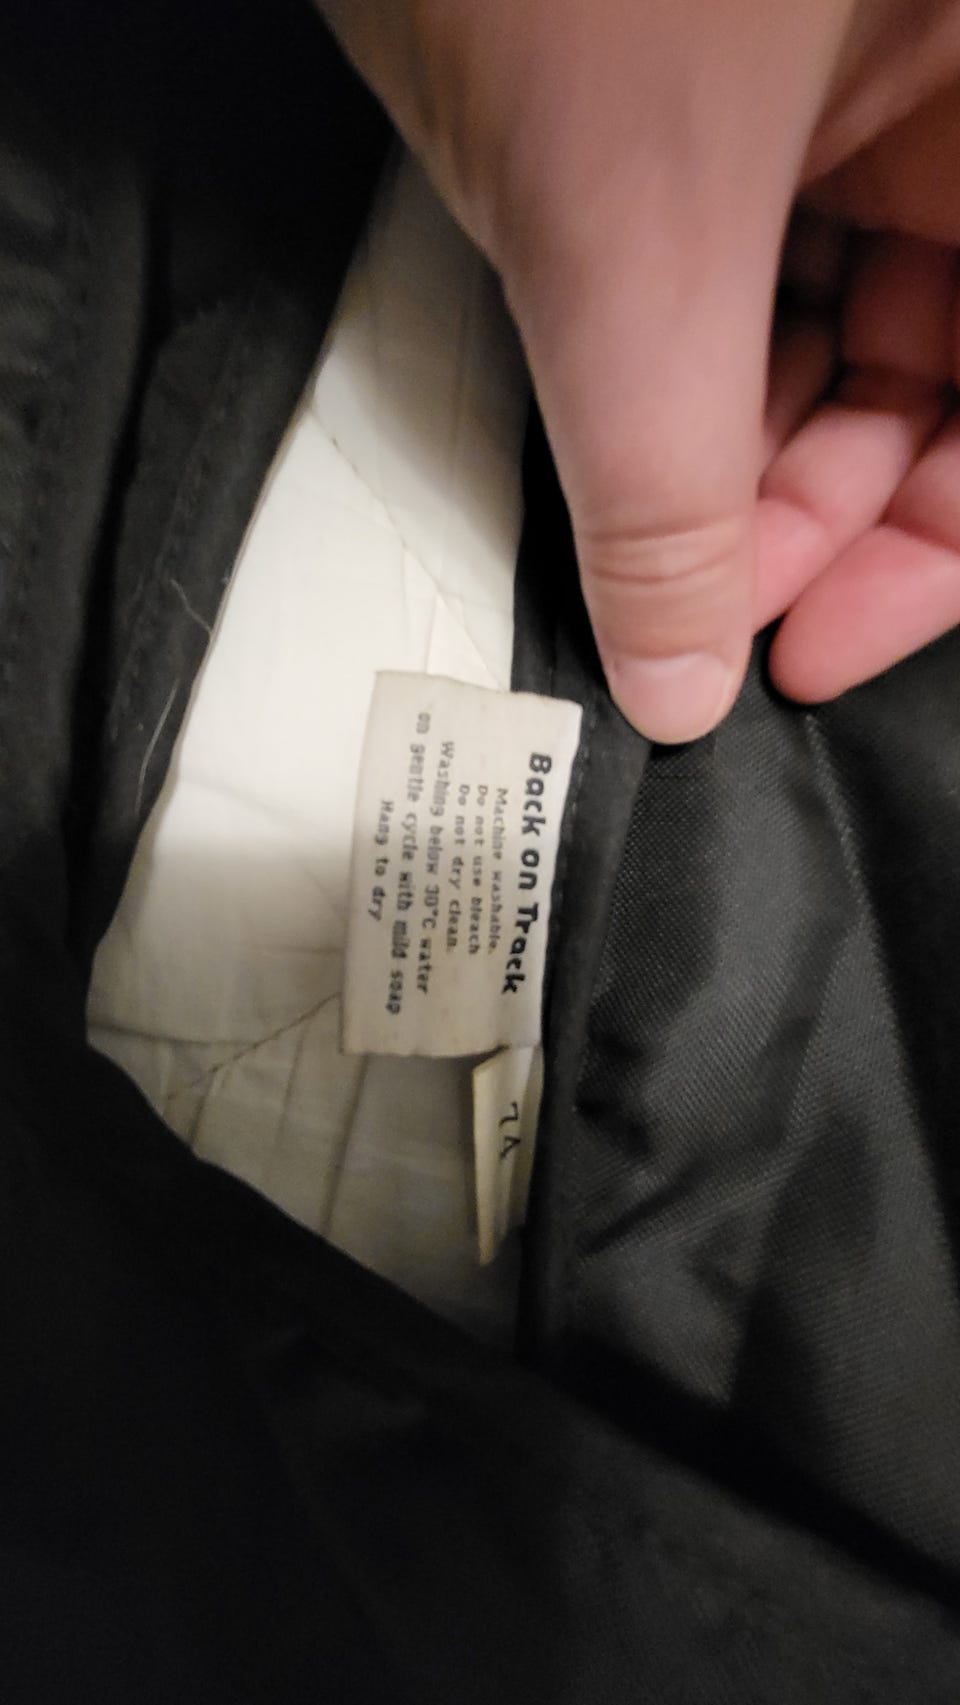 Back on Track
Machine washable.
Do not use bleach
Do not dry clean.
Washing below 30°C water
on gentle cycle with mild soap
Hang to dry